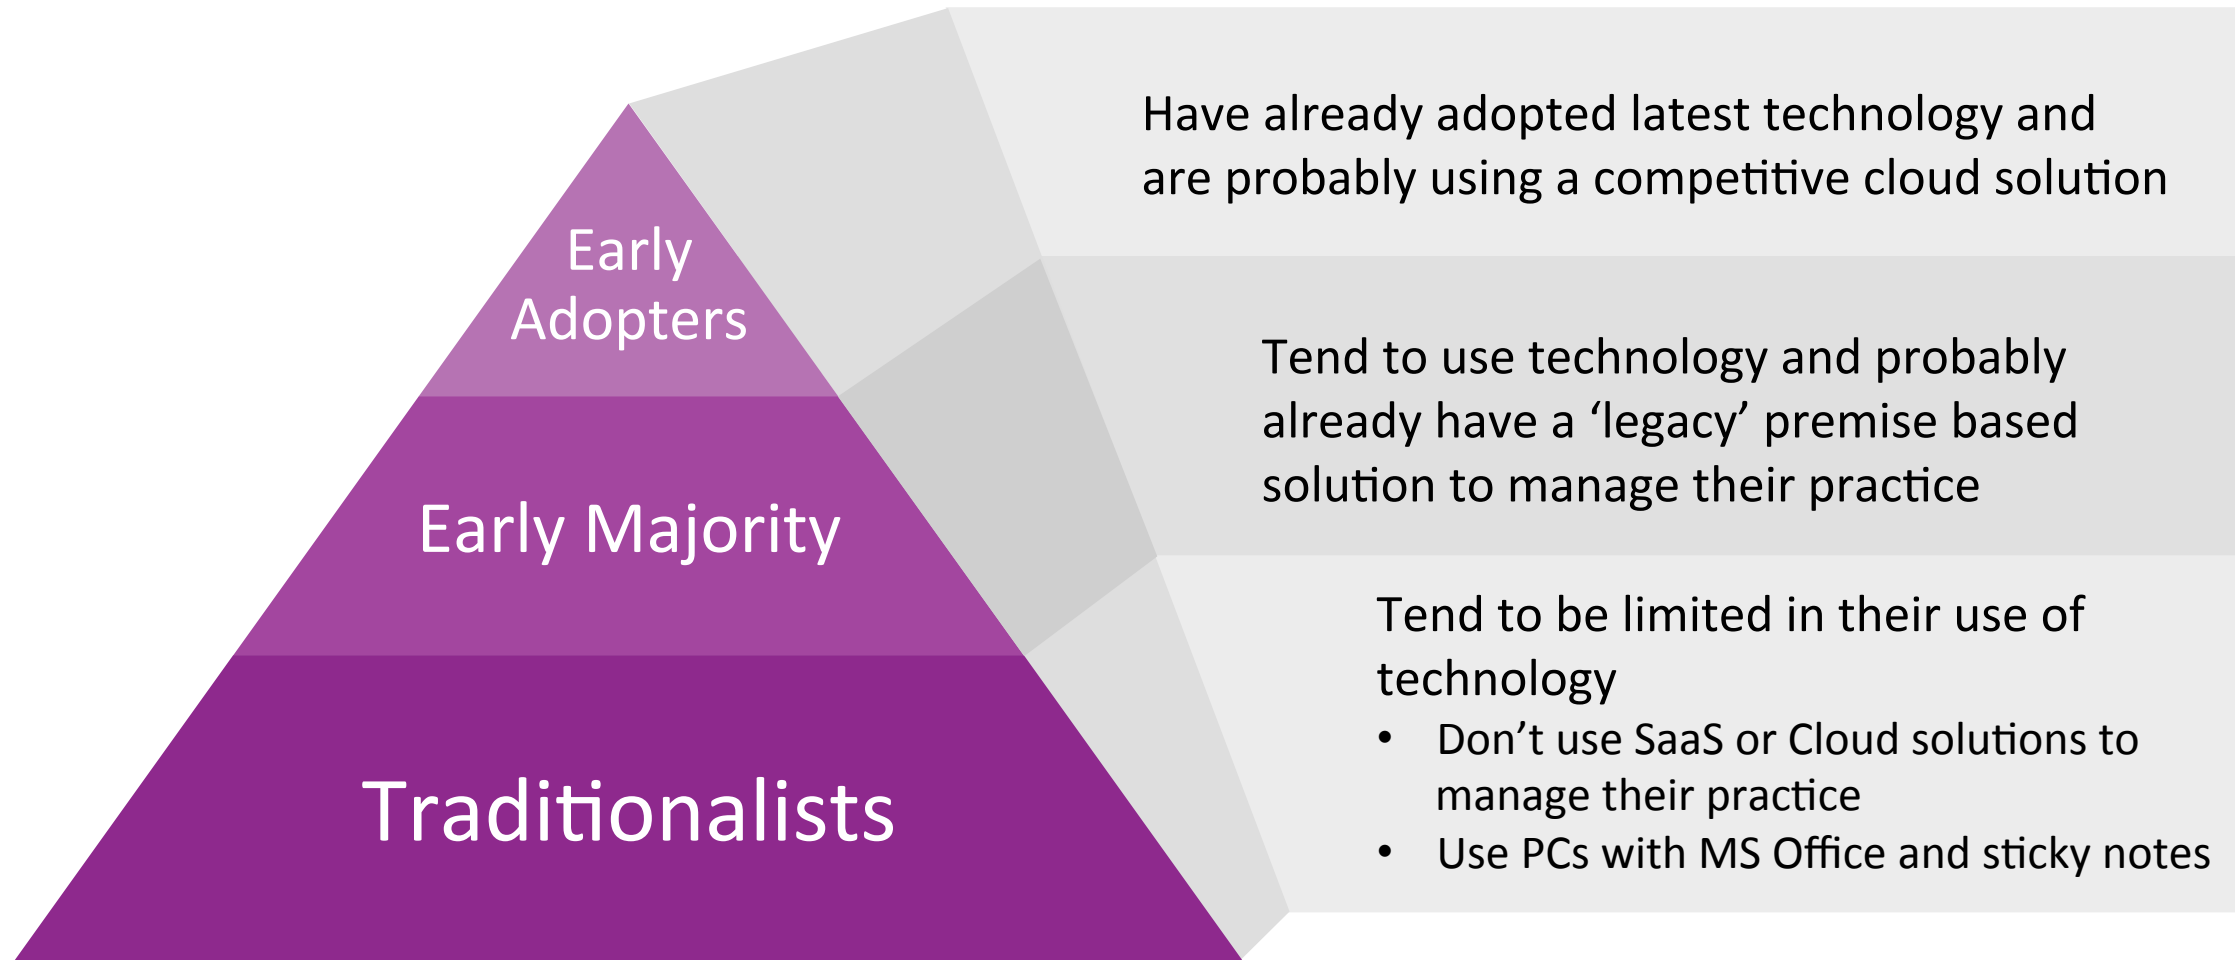 Early
Adopters
Have already adopted latest technology and
are probably using a competitive cloud solution
Early Majority
Tend to use technology and probably
already have a ‘legacy’ premise based
solution to manage their practice
Traditionalists
Tend to be limited in their use of
technology
• Don’t use SaaS or Cloud solutions to
manage their practice
• Use PCs with MS Office and sticky notes